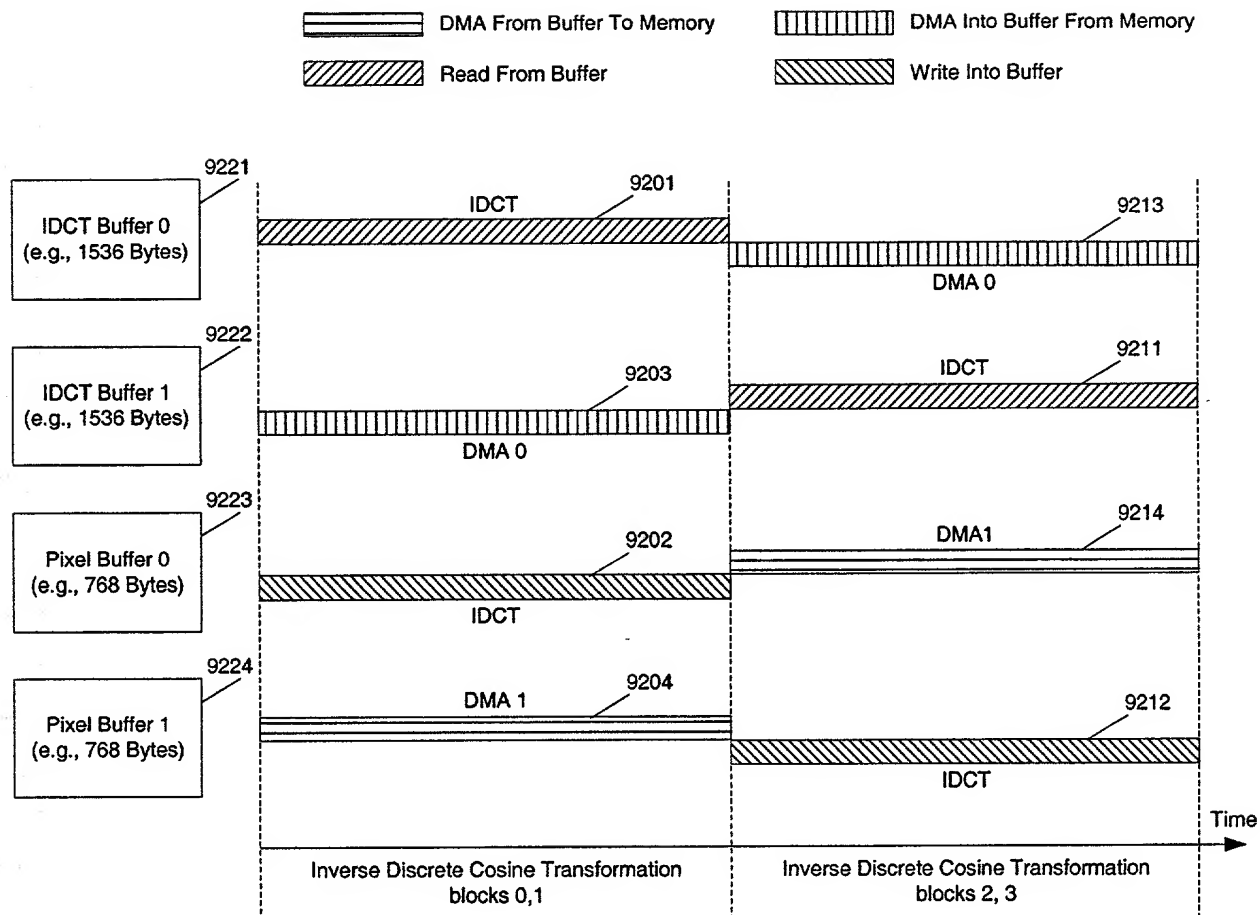 DMA From Buffer To Memory
DMA Into Buffer From Memory
Read From Buffer
Write Into Buffer
9221
IDCT Buffer 0
(e.g., 1536 Bytes)
IDCT
9201
9213
DMA 0
9222
IDCT Buffer 1
(e.g., 1536 Bytes)
9203
DMA 0
IDCT
9211
9223
Pixel Buffer 0
(e.g., 768 Bytes)
9202
IDCT
DMA1
9214
9224
Pixel Buffer 1
(e.g., 768 Bytes)
DMA 1
9204
9212
IDCT
Time
Inverse Discrete Cosine Transformation
blocks 0,1
Inverse Discrete Cosine Transformation
blocks 2, 3